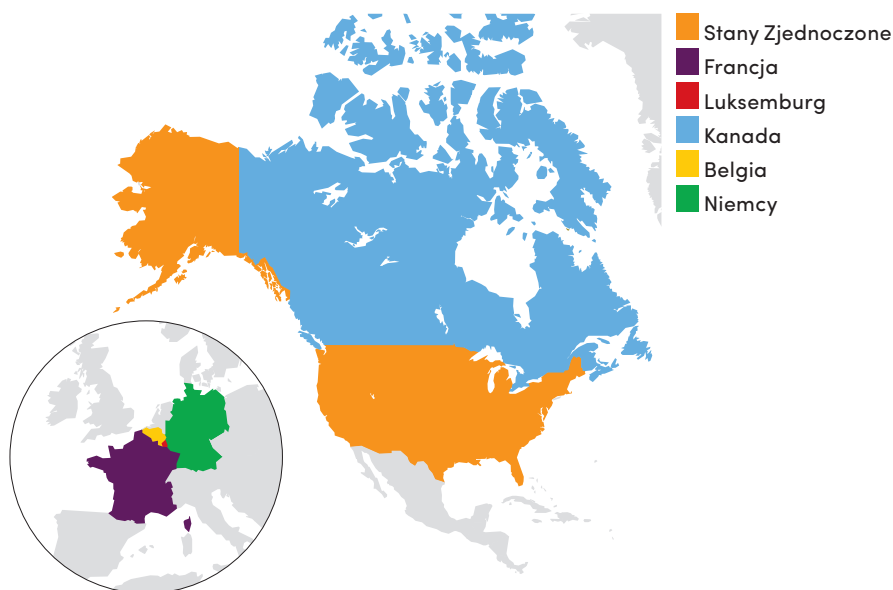 Stany Zjednoczone
Francja
Luksemburg
Kanada
Belgia
Niemcy